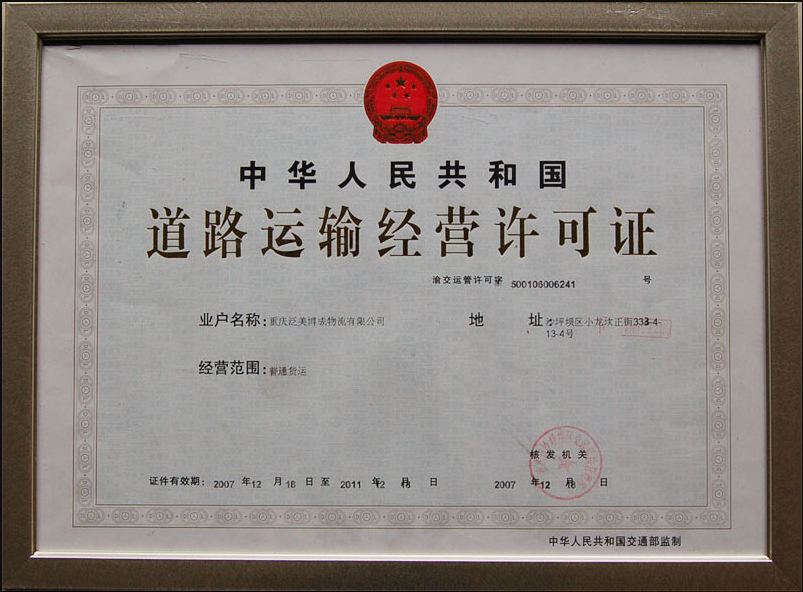 中华人民共和国
道路运输经营许可证
渝交运管许可字 500106006241 号
业户名称：重庆泛美博成物流有限公司 地 址：沙坪坝区小龙坎正街333-4-
13-4号
经营范围：普通货运
核发机关
证件有效期：2007 年 12 月 18 日 至 2011 年 12 月 18 日 2007 年 12 月 18 日
中华人民共和国交通部监制